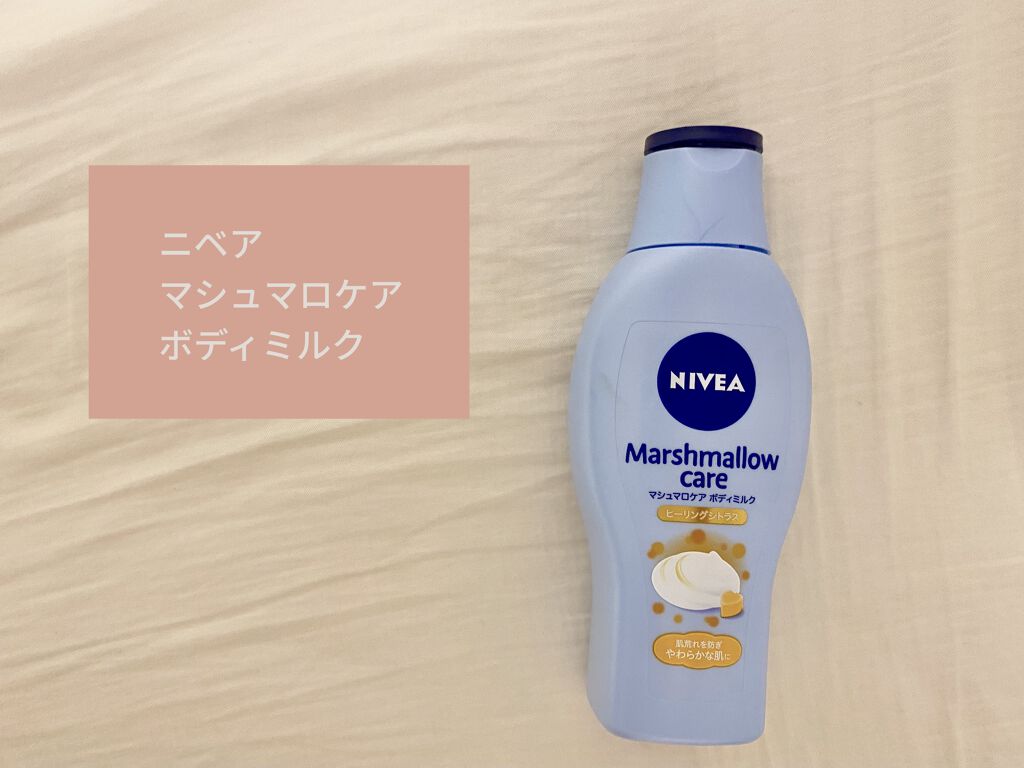 ニベア
マシュマロケア
ボディミルク
NIVEA
Marshmallow
care
マシュマロケア ボディミルク
ヒーリングシトラス
肌荒れを防ぎ
やわらかな肌に